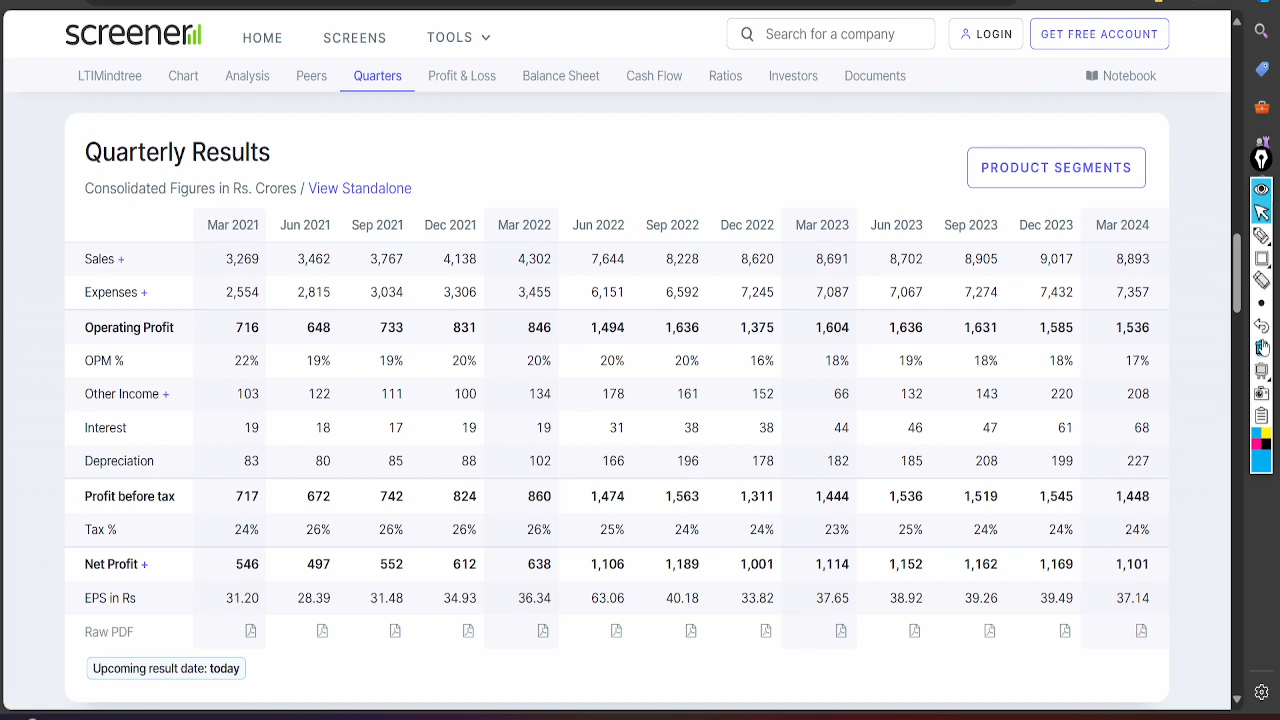 screener
HOME SCREENS TOOLS
Search for a company
LOGIN GET FREE ACCOUNT
LTIMindtree Chart Analysis Peers Quarters Profit & Loss Balance Sheet Cash Flow Ratios Investors Documents Notebook
Quarterly Results
PRODUCT SEGMENTS
Consolidated Figures in Rs. Crores / View Standalone
Mar 2021 Jun 2021 Sep 2021 Dec 2021 Mar 2022 Jun 2022 Sep 2022 Dec 2022 Mar 2023 Jun 2023 Sep 2023 Dec 2023 Mar 2024
Sales + 3,269 3,462 3,767 4,138 4,302 7,644 8,228 8,620 8,691 8,702 8,905 9,017 8,893
Expenses + 2,554 2,815 3,034 3,306 3,455 6,151 6,592 7,245 7,087 7,067 7,274 7,432 7,357
Operating Profit 716 648 733 831 846 1,494 1,636 1,375 1,604 1,636 1,631 1,585 1,536
OPM % 22% 19% 19% 20% 20% 20% 20% 16% 18% 19% 18% 18% 17%
Other Income + 103 122 111 100 134 178 161 152 66 132 143 220 208
Interest 19 18 17 19 19 31 38 38 44 46 47 61 68
Depreciation 83 80 85 88 102 166 196 178 182 185 208 199 227
Profit before tax 717 672 742 824 860 1,474 1,563 1,311 1,444 1,536 1,519 1,545 1,448
Tax % 24% 26% 26% 26% 26% 25% 24% 24% 23% 25% 24% 24% 24%
Net Profit + 546 497 552 612 638 1,106 1,189 1,001 1,114 1,152 1,162 1,169 1,101
EPS in Rs 31.20 28.39 31.48 34.93 36.34 63.06 40.18 33.82 37.65 38.92 39.26 39.49 37.14
Raw PDF
Upcoming result date: today